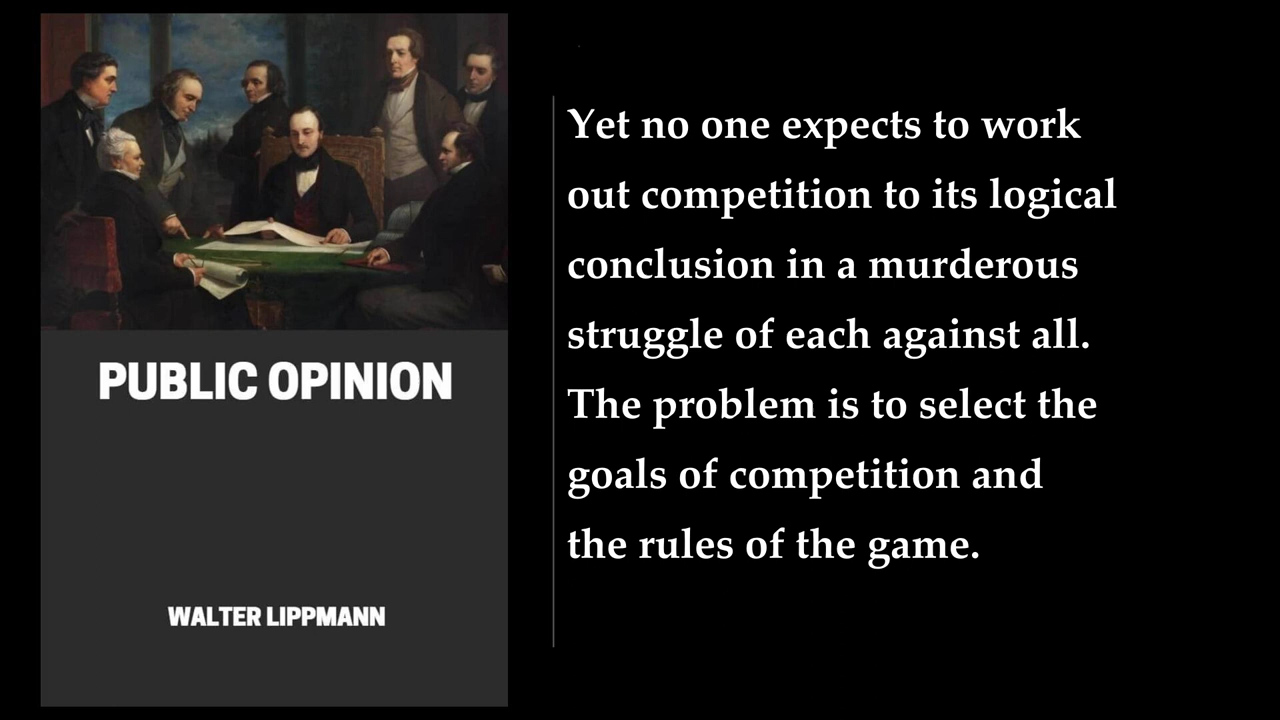 PUBLIC OPINION
WALTER LIPPMANN
Yet no one expects to work
out competition to its logical
conclusion in a murderous
struggle of each against all.
The problem is to select the
goals of competition and
the rules of the game.